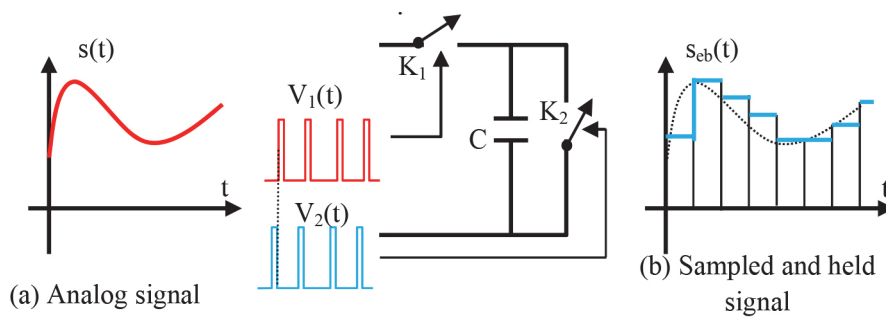 s(t)
t
(a) Analog signal
V₁(t)
V₂(t)
K₁
C
K₂
s_eb(t)
t
(b) Sampled and held
signal